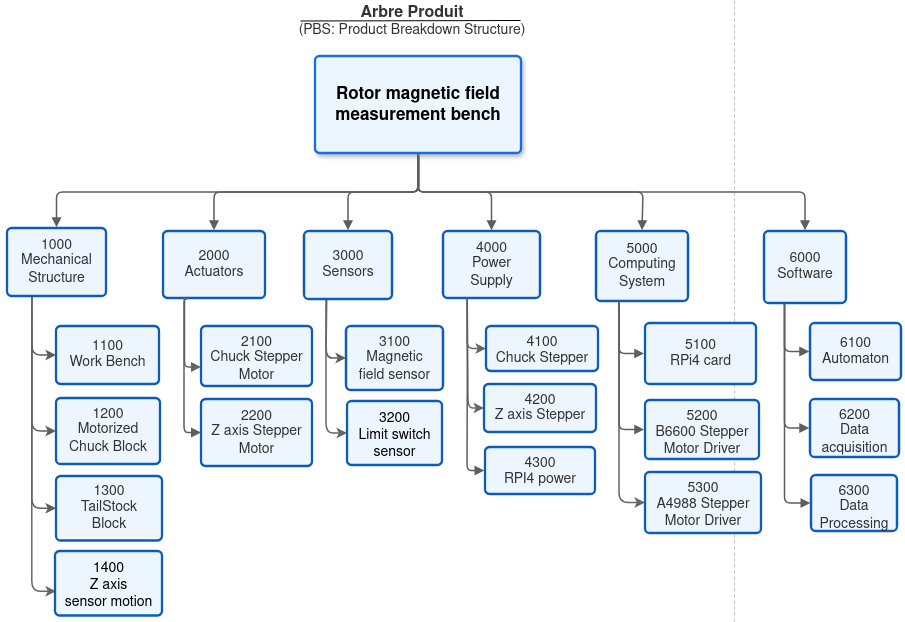 Arbre Produit
(PBS: Product Breakdown Structure)
Rotor magnetic field
measurement bench
1000
Mechanical
Structure
2000
Actuators
3000
Sensors
4000
Power
Supply
5000
Computing
System
6000
Software
1100
Work Bench
1200
Motorized
Chuck Block
1300
TailStock
Block
1400
Z axis
sensor motion
2100
Chuck Stepper
Motor
2200
Z axis Stepper
Motor
3100
Magnetic
field sensor
3200
Limit switch
sensor
4100
Chuck Stepper
4200
Z axis Stepper
4300
RPI4 power
5100
RPi4 card
5200
B6600 Stepper
Motor Driver
5300
A4988 Stepper
Motor Driver
6100
Automaton
6200
Data
acquisition
6300
Data
Processing